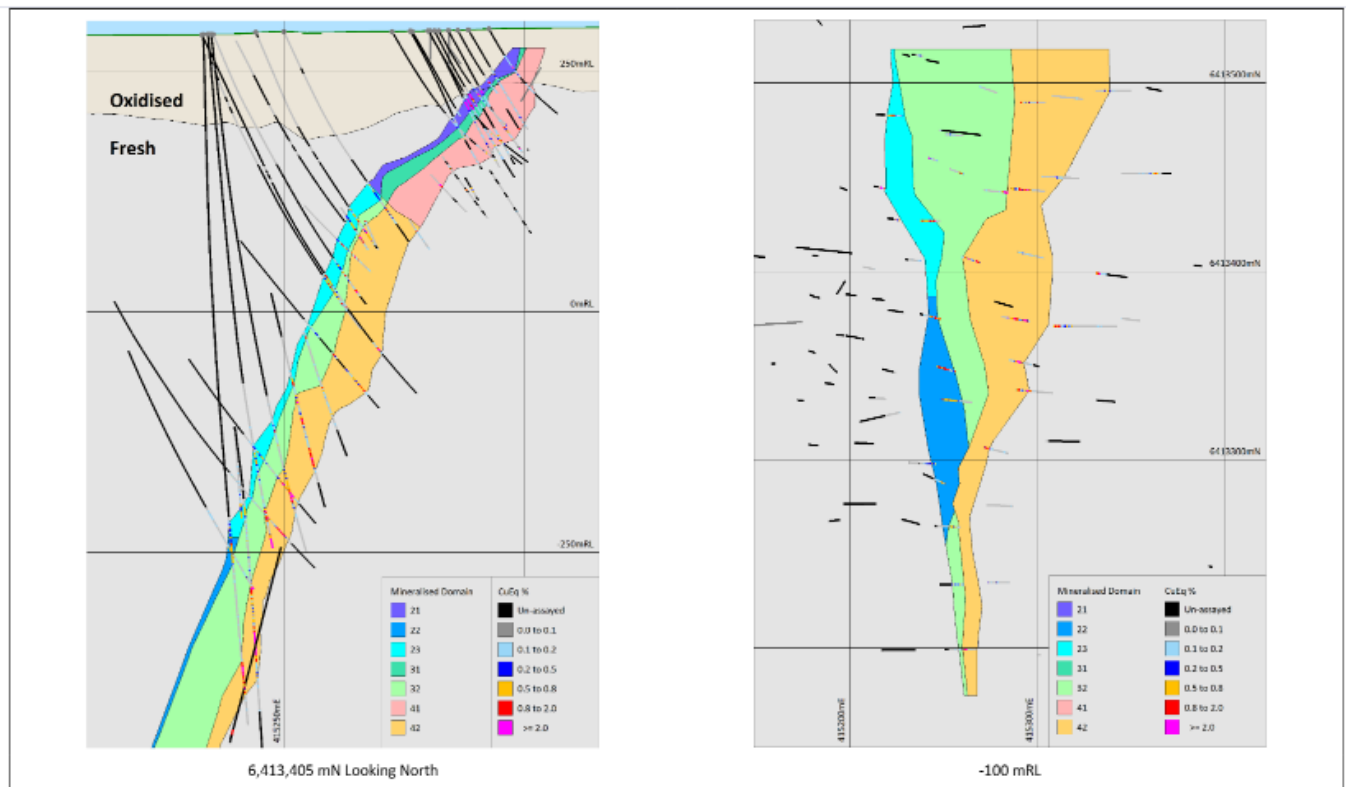 250mRL
Oxidised
Fresh
0mRL
-250mRL
415250mE
Mineralised Domain
21
22
23
31
32
41
42
CuEq %
Un-assayed
0.0 to 0.1
0.1 to 0.2
0.2 to 0.5
0.5 to 0.8
0.8 to 2.0
>= 2.0
6,413,405 mN Looking North
6413500mN
6413400mN
6413300mN
415200mE
415300mE
Mineralised Domain
21
22
23
31
32
41
42
CuEq %
Un-assayed
0.0 to 0.1
0.1 to 0.2
0.2 to 0.5
0.5 to 0.8
0.8 to 2.0
>= 2.0
-100 mRL